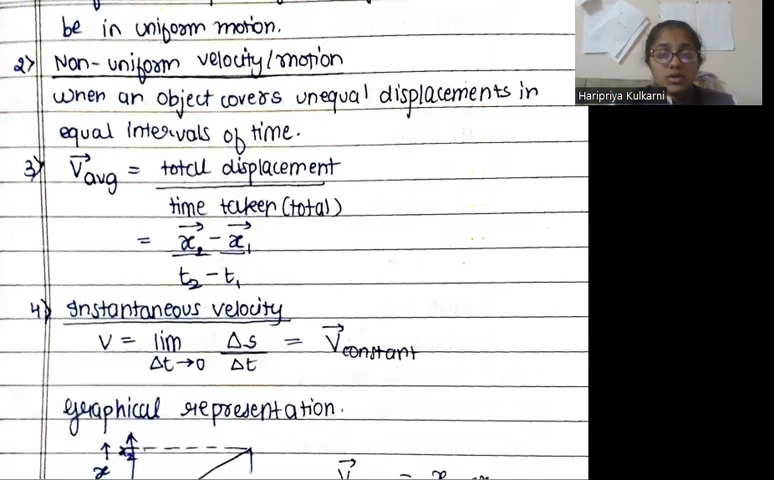 be in uniform motion.
2) Non-uniform velocity/motion
When an object covers unequal displacements in
equal intervals of time.
3) V⃗avg = total displacement
time taken (total)
= x⃗₂ - x⃗₁
t₂ - t₁
4) Instantaneous velocity
V = lim Δs = V⃗constant
Δt→0 Δt
Graphical representation.
x₂
x
V⃗ = x
Haripriya Kulkarni